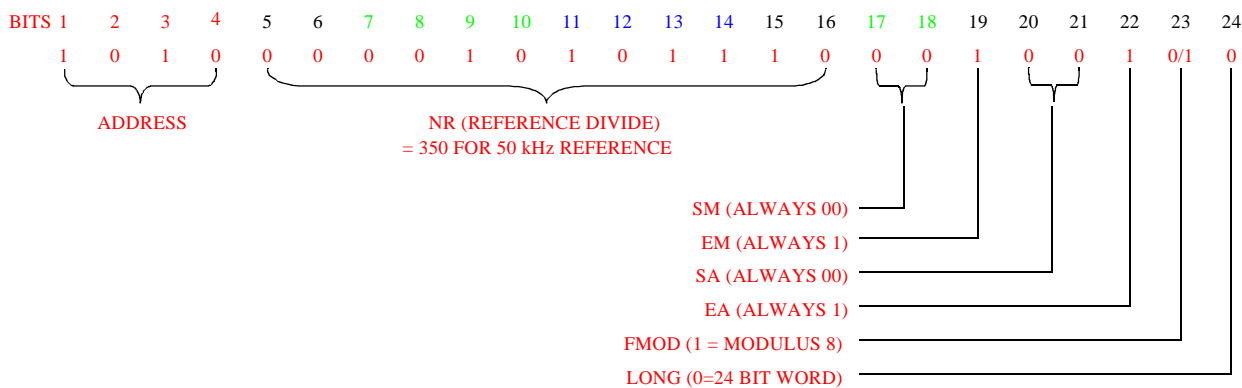 BITS 1 2 3 4 5 6 7 8 9 10 11 12 13 14 15 16 17 18 19 20 21 22 23 24
1 0 1 0 0 0 0 0 1 0 1 0 1 1 1 0 0 0 1 0 0 1 0/1 0
ADDRESS
NR (REFERENCE DIVIDE)
= 350 FOR 50 kHz REFERENCE
SM (ALWAYS 00)
EM (ALWAYS 1)
SA (ALWAYS 00)
EA (ALWAYS 1)
FMOD (1 = MODULUS 8)
LONG (0=24 BIT WORD)